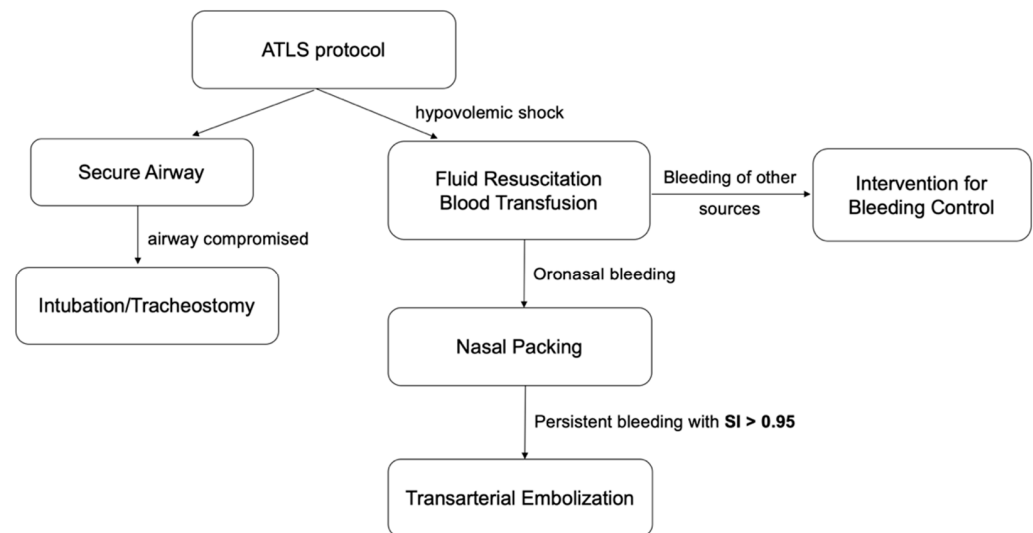 ATLS protocol
hypovolemic shock
Secure Airway
Fluid Resuscitation
Blood Transfusion
Bleeding of other
sources
Intervention for
Bleeding Control
airway compromised
Intubation/Tracheostomy
Oronasal bleeding
Nasal Packing
Persistent bleeding with SI > 0.95
Transarterial Embolization